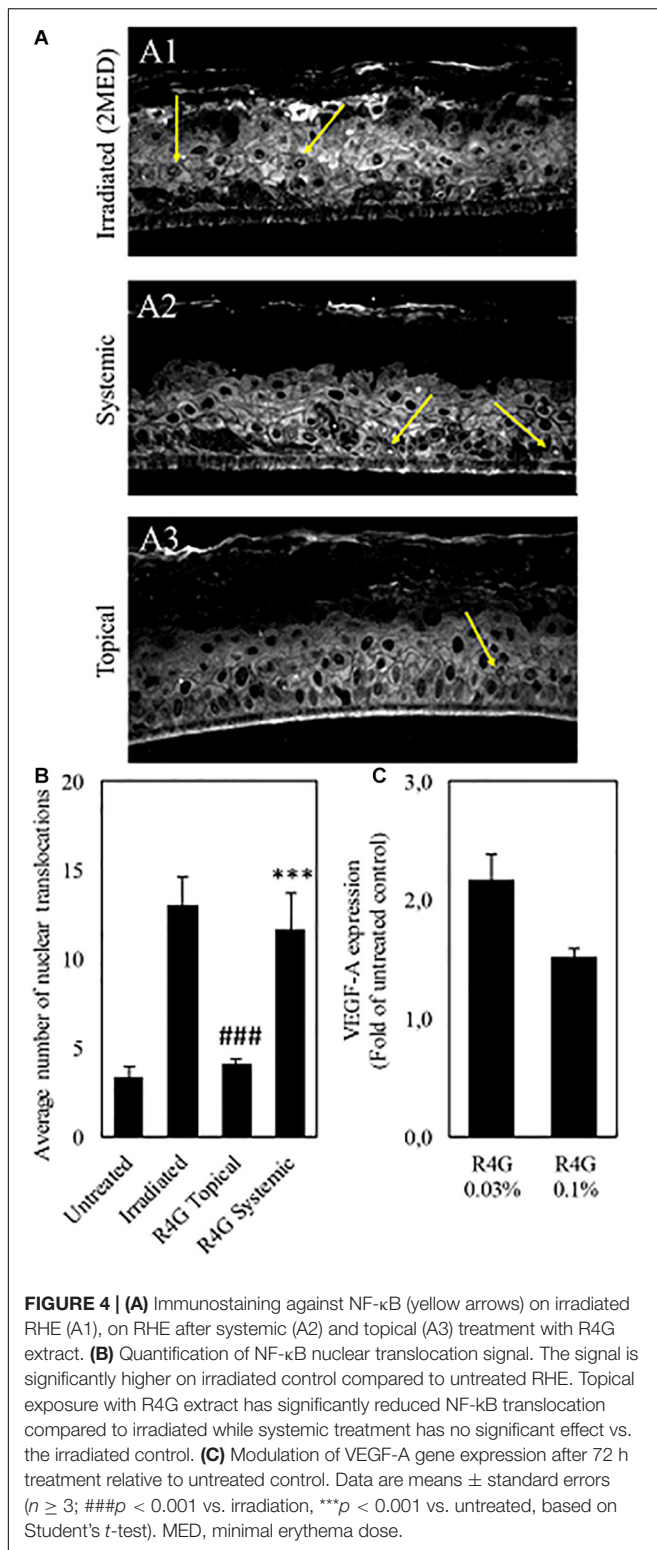 A
A1
Irradiated (2MED)
A2
Systemic
A3
Topical
B
Average number of nuclear translocations
20
15
10
5
0
***
###
Untreated
Irradiated
R4G Topical
R4G Systemic
C
VEGF-A expression
(Fold of untreated control)
3,0
2,0
1,0
0,0
R4G
0.03%
R4G
0.1%
FIGURE 4 | (A) Immunostaining against NF-κB (yellow arrows) on irradiated
RHE (A1), on RHE after systemic (A2) and topical (A3) treatment with R4G
extract. (B) Quantification of NF-κB nuclear translocation signal. The signal is
significantly higher on irradiated control compared to untreated RHE. Topical
exposure with R4G extract has significantly reduced NF-kB translocation
compared to irradiated while systemic treatment has no significant effect vs.
the irradiated control. (C) Modulation of VEGF-A gene expression after 72 h
treatment relative to untreated control. Data are means ± standard errors
(n ≥ 3; ###p < 0.001 vs. irradiation, ***p < 0.001 vs. untreated, based on
Student's t-test). MED, minimal erythema dose.